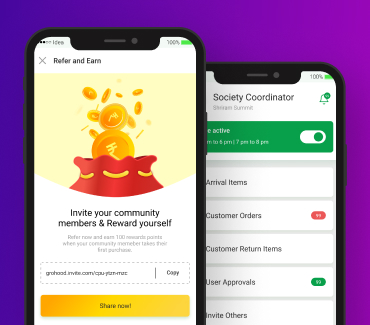 Idea
100%
Refer and Earn
Invite your community
members & Reward yourself
Refer now and earn 100 rewards points
when your community memeber takes their
first purchase.
grohood.invite.com/cpu-ytzn-mzc
Copy
Share now!
100%
Society Coordinator
Shriram Summit
e active
m to 6 pm | 7 pm to 8 pm
Arrival Items
Customer Orders
Customer Return Items
User Approvals
Invite Others